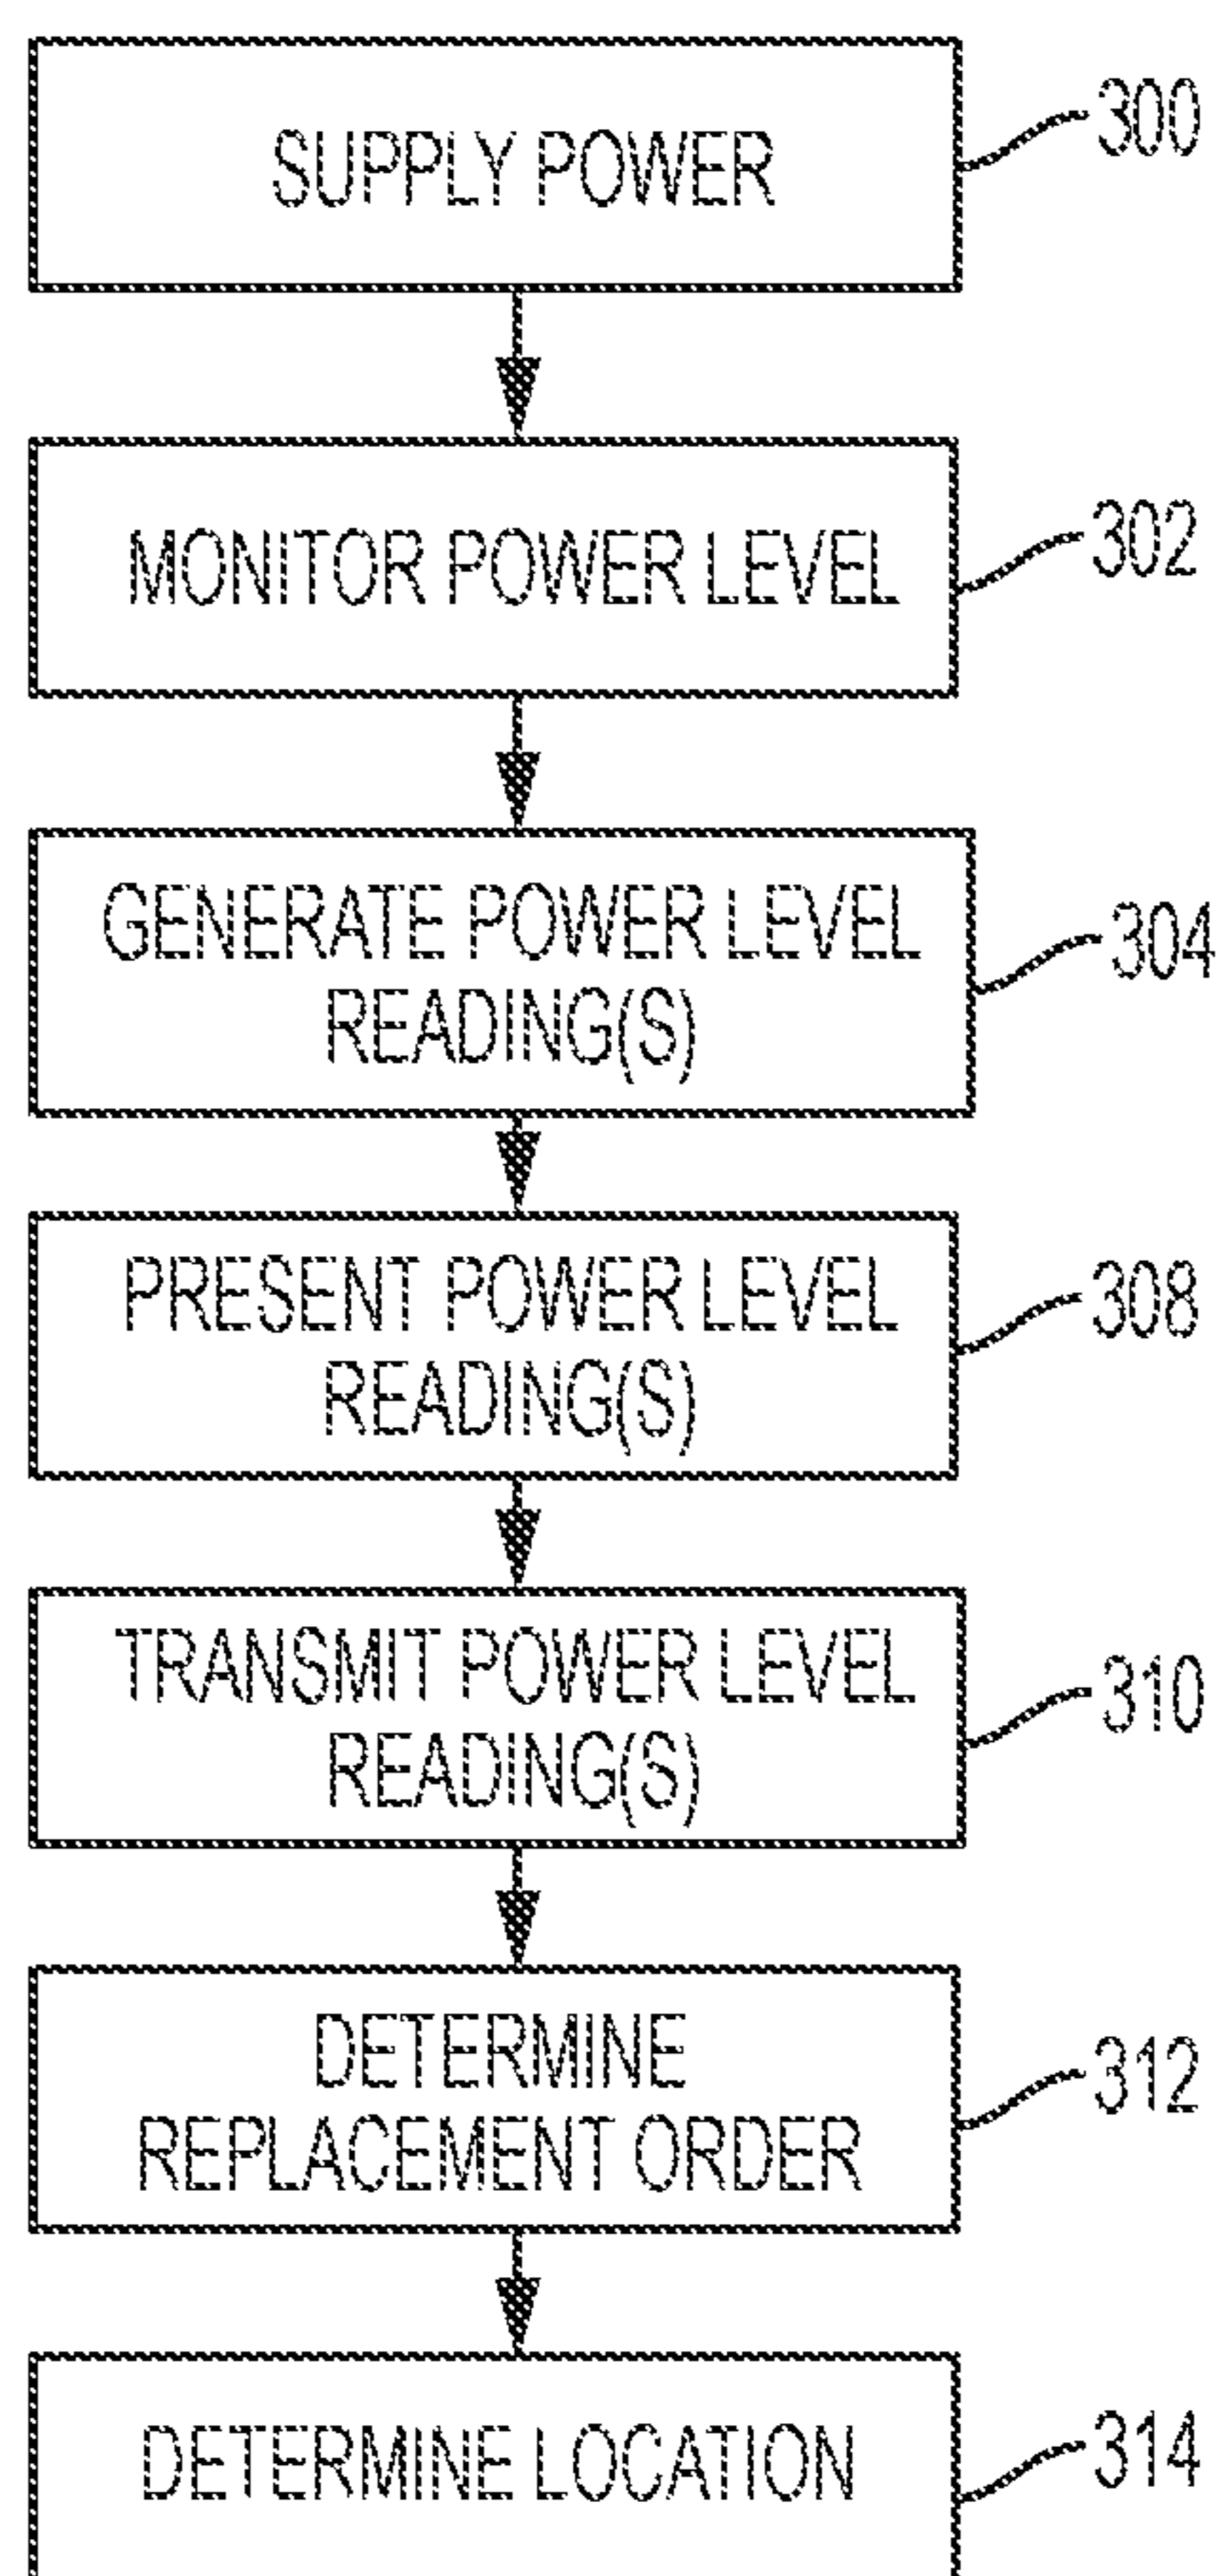 SUPPLY POWER
300
MONITOR POWER LEVEL
302
GENERATE POWER LEVEL
READING(S)
304
PRESENT POWER LEVEL
READING(S)
308
TRANSMIT POWER LEVEL
READING(S)
310
DETERMINE
REPLACEMENT ORDER
312
DETERMINE LOCATION
314